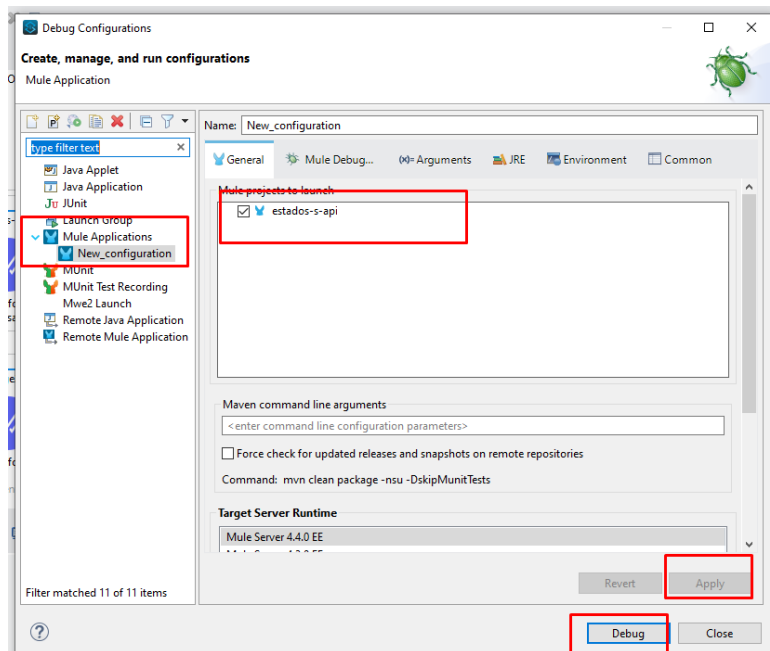 Debug Configurations
Create, manage, and run configurations
Mule Application
Name: New_configuration
type filter text
General Mule Debug... (x)= Arguments JRE Environment Common
Java Applet
Java Application
Ju JUnit
Launch Group
Mule Applications
New_configuration
MUnit
MUnit Test Recording
Mwe2 Launch
Remote Java Application
Remote Mule Application
Mule projects to launch
estados-s-api
Maven command line arguments
<enter command line configuration parameters>
Force check for updated releases and snapshots on remote repositories
Command: mvn clean package -nsu -DskipMunitTests
Target Server Runtime
Mule Server 4.4.0 EE
Filter matched 11 of 11 items
Revert Apply
Debug Close